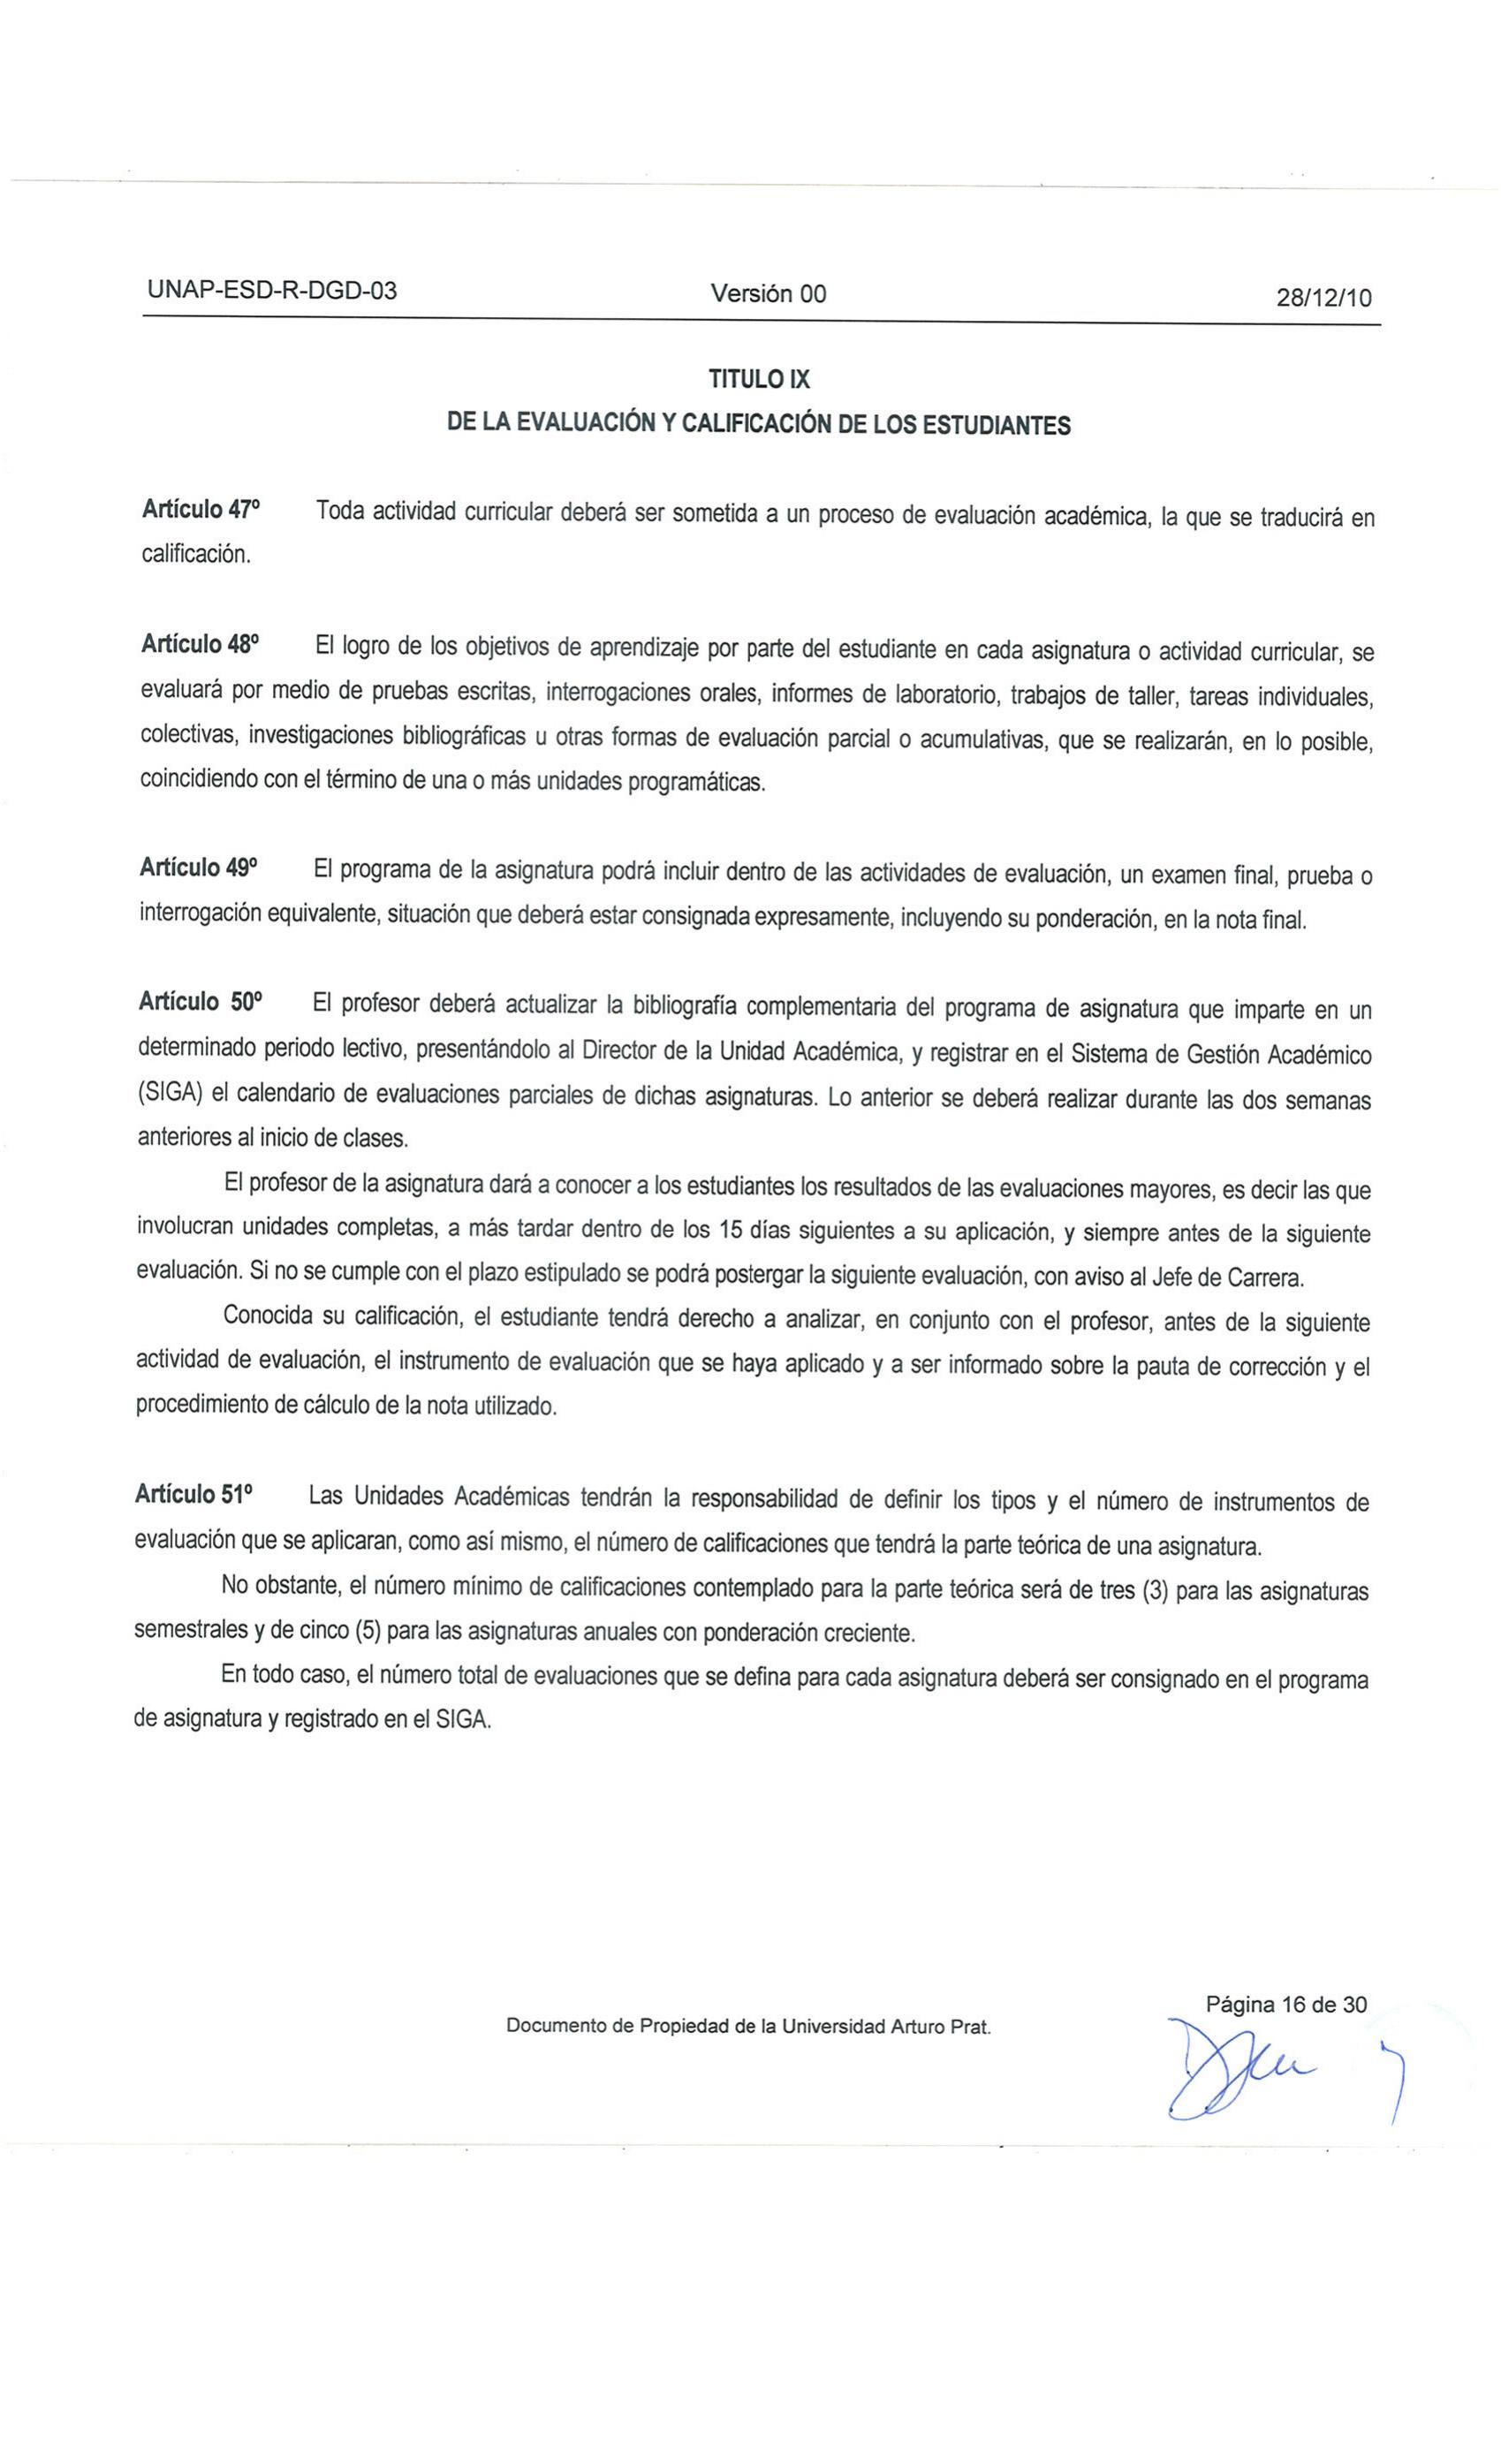 UNAP-ESD-R-DGD-03 Versión 00 28/12/10
TITULO IX
DE LA EVALUACIÓN Y CALIFICACIÓN DE LOS ESTUDIANTES
Artículo 47º Toda actividad curricular deberá ser sometida a un proceso de evaluación académica, la que se traducirá en
calificación.
Artículo 48º El logro de los objetivos de aprendizaje por parte del estudiante en cada asignatura o actividad curricular, se
evaluará por medio de pruebas escritas, interrogaciones orales, informes de laboratorio, trabajos de taller, tareas individuales,
colectivas, investigaciones bibliográficas u otras formas de evaluación parcial o acumulativas, que se realizarán, en lo posible,
coincidiendo con el término de una o más unidades programáticas.
Artículo 49º El programa de la asignatura podrá incluir dentro de las actividades de evaluación, un examen final, prueba o
interrogación equivalente, situación que deberá estar consignada expresamente, incluyendo su ponderación, en la nota final.
Artículo 50º El profesor deberá actualizar la bibliografía complementaria del programa de asignatura que imparte en un
determinado periodo lectivo, presentándolo al Director de la Unidad Académica, y registrar en el Sistema de Gestión Académico
(SIGA) el calendario de evaluaciones parciales de dichas asignaturas. Lo anterior se deberá realizar durante las dos semanas
anteriores al inicio de clases.
El profesor de la asignatura dará a conocer a los estudiantes los resultados de las evaluaciones mayores, es decir las que
involucran unidades completas, a más tardar dentro de los 15 días siguientes a su aplicación, y siempre antes de la siguiente
evaluación. Si no se cumple con el plazo estipulado se podrá postergar la siguiente evaluación, con aviso al Jefe de Carrera.
Conocida su calificación, el estudiante tendrá derecho a analizar, en conjunto con el profesor, antes de la siguiente
actividad de evaluación, el instrumento de evaluación que se haya aplicado y a ser informado sobre la pauta de corrección y el
procedimiento de cálculo de la nota utilizado.
Artículo 51º Las Unidades Académicas tendrán la responsabilidad de definir los tipos y el número de instrumentos de
evaluación que se aplicaran, como así mismo, el número de calificaciones que tendrá la parte teórica de una asignatura.
No obstante, el número mínimo de calificaciones contemplado para la parte teórica será de tres (3) para las asignaturas
semestrales y de cinco (5) para las asignaturas anuales con ponderación creciente.
En todo caso, el número total de evaluaciones que se defina para cada asignatura deberá ser consignado en el programa
de asignatura y registrado en el SIGA.
Página 16 de 30
Documento de Propiedad de la Universidad Arturo Prat.